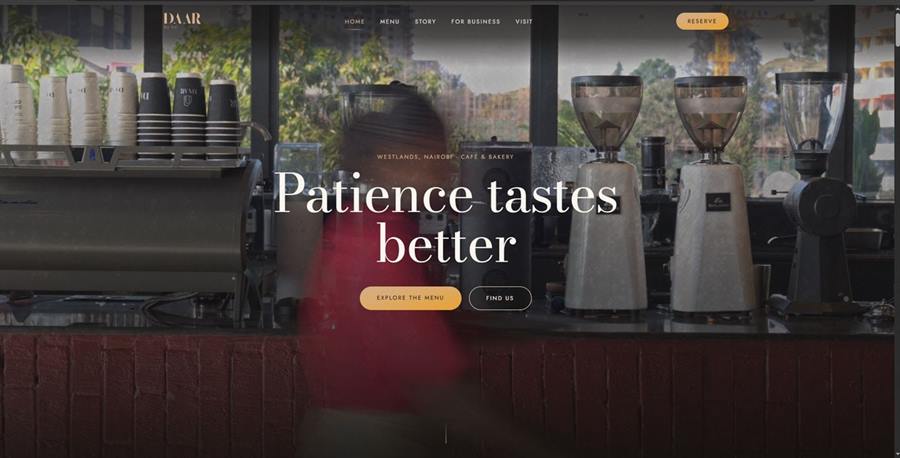 DAAR
HOME MENU STORY FOR BUSINESS VISIT
RESERVE
WESTLANDS, NAIROBI · CAFÉ & BAKERY
Patience tastes
better
EXPLORE THE MENU
FIND US